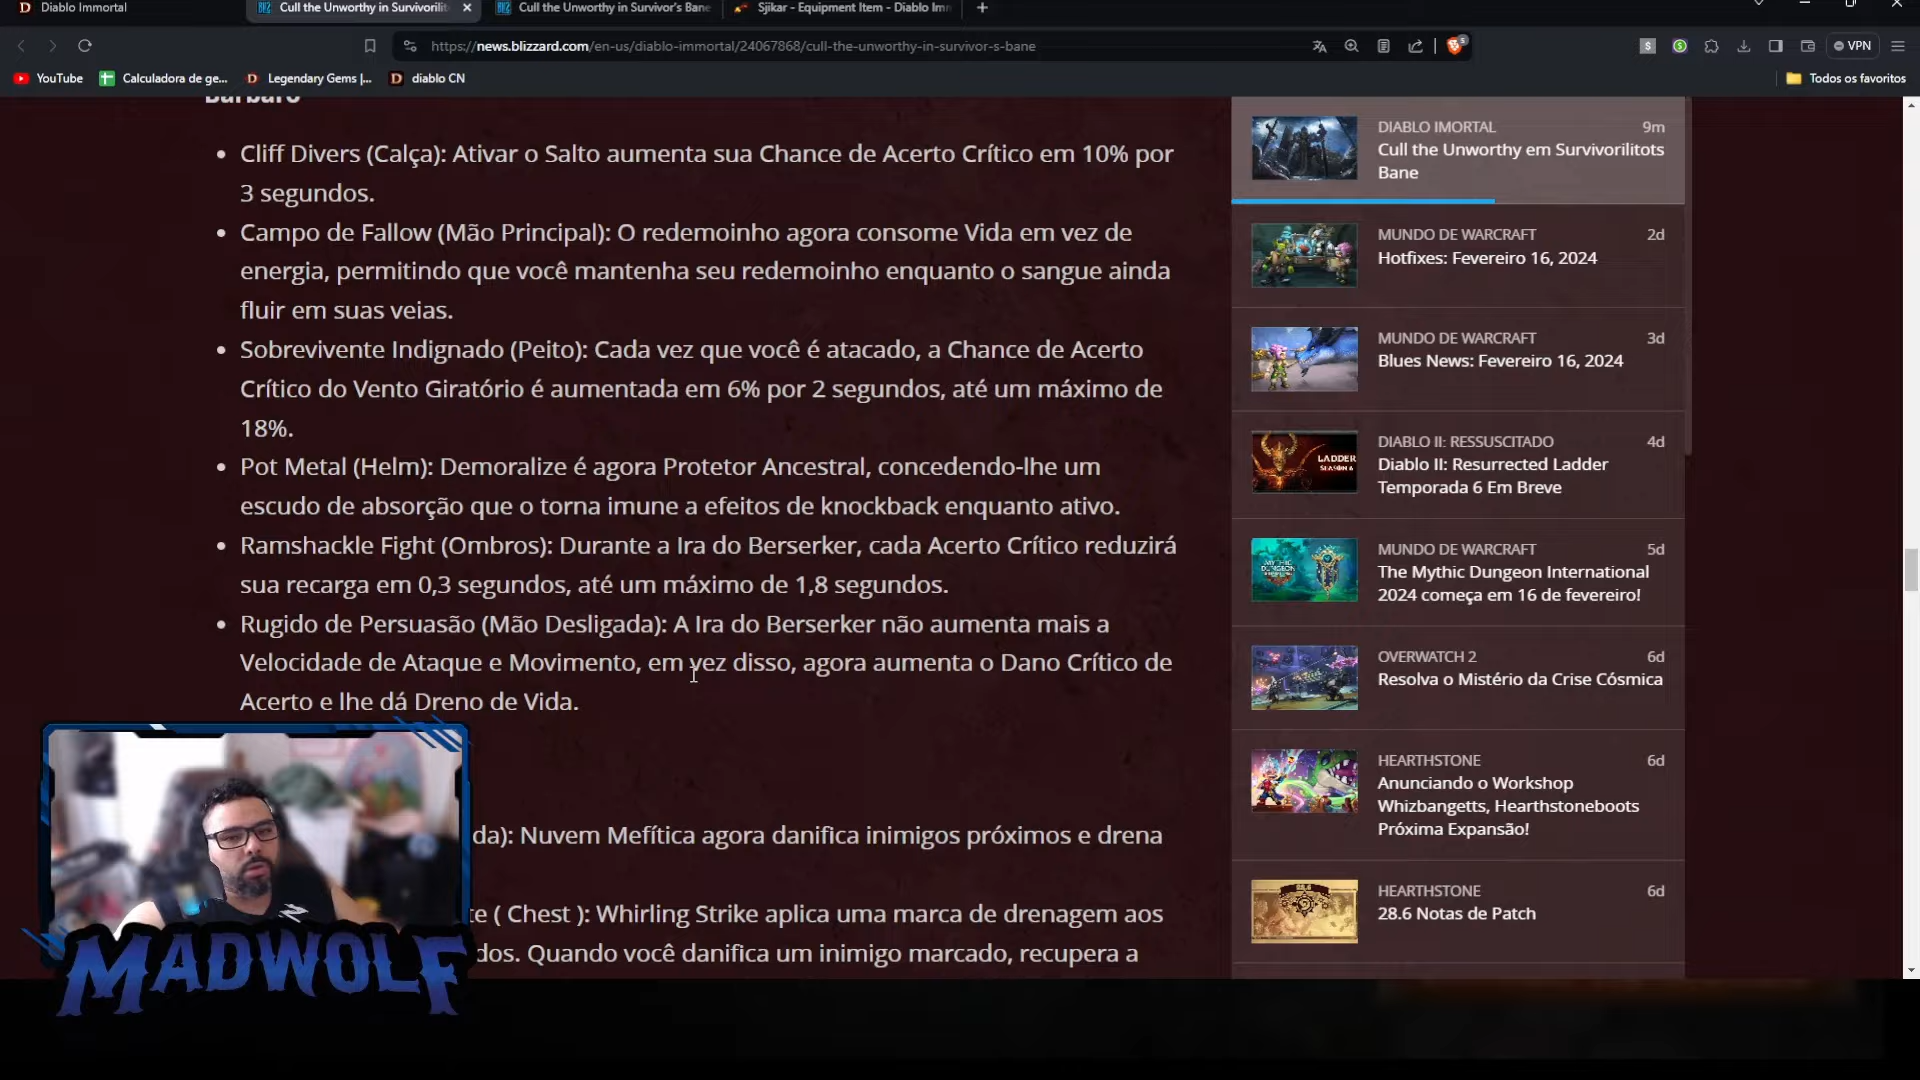 Diablo Immortal
Cull the Unworthy in Survivorilit
Cull the Unworthy in Survivor's Bane
Sjikar - Equipment Item - Diablo Imm
https://news.blizzard.com/en-us/diablo-immortal/24067868/cull-the-unworthy-in-survivor-s-bane
VPN
YouTube
Calculadora de ge...
Legendary Gems |...
diablo CN
Todos os favoritos
Bárbaro
• Cliff Divers (Calça): Ativar o Salto aumenta sua Chance de Acerto Crítico em 10% por
3 segundos.
• Campo de Fallow (Mão Principal): O redemoinho agora consome Vida em vez de
energia, permitindo que você mantenha seu redemoinho enquanto o sangue ainda
fluir em suas veias.
• Sobrevivente Indignado (Peito): Cada vez que você é atacado, a Chance de Acerto
Crítico do Vento Giratório é aumentada em 6% por 2 segundos, até um máximo de
18%.
• Pot Metal (Helm): Demoralize é agora Protetor Ancestral, concedendo-lhe um
escudo de absorção que o torna imune a efeitos de knockback enquanto ativo.
• Ramshackle Fight (Ombros): Durante a Ira do Berserker, cada Acerto Crítico reduzirá
sua recarga em 0,3 segundos, até um máximo de 1,8 segundos.
• Rugido de Persuasão (Mão Desligada): A Ira do Berserker não aumenta mais a
Velocidade de Ataque e Movimento, em vez disso, agora aumenta o Dano Crítico de
Acerto e lhe dá Dreno de Vida.
da): Nuvem Mefítica agora danifica inimigos próximos e drena
te ( Chest ): Whirling Strike aplica uma marca de drenagem aos
dos. Quando você danifica um inimigo marcado, recupera a
MADWOLF
DIABLO IMORTAL
9m
Cull the Unworthy em Survivorilitots
Bane
MUNDO DE WARCRAFT
2d
Hotfixes: Fevereiro 16, 2024
MUNDO DE WARCRAFT
3d
Blues News: Fevereiro 16, 2024
LADDER
SEASON 6
DIABLO II: RESSUSCITADO
4d
Diablo II: Resurrected Ladder
Temporada 6 Em Breve
MYTHIC
DUNGEON
MUNDO DE WARCRAFT
5d
The Mythic Dungeon International
2024 começa em 16 de fevereiro!
OVERWATCH 2
6d
Resolva o Mistério da Crise Cósmica
HEARTHSTONE
6d
Anunciando o Workshop
Whizbangetts, Hearthstoneboots
Próxima Expansão!
28.6
HEARTHSTONE
6d
28.6 Notas de Patch